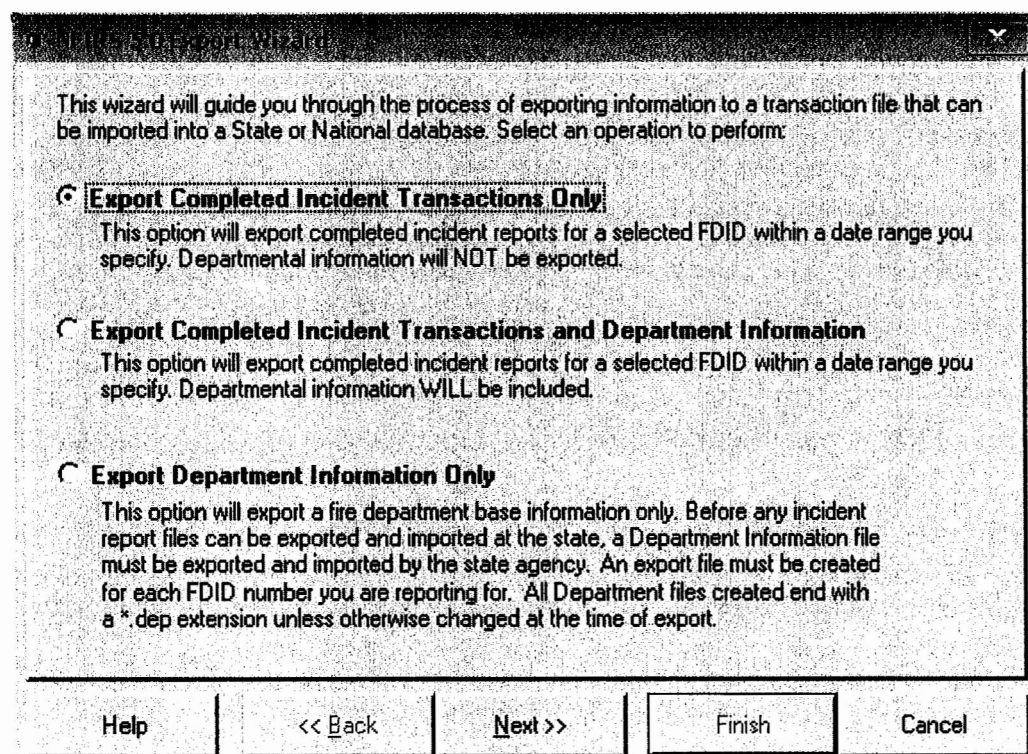 NFIRS 5.0 Export Wizard
This wizard will guide you through the process of exporting information to a transaction file that can
be imported into a State or National database. Select an operation to perform:
Export Completed Incident Transactions Only
This option will export completed incident reports for a selected FDID within a date range you
specify. Departmental information will NOT be exported.
Export Completed Incident Transactions and Department Information
This option will export completed incident reports for a selected FDID within a date range you
specify. Departmental information WILL be included.
Export Department Information Only
This option will export a fire department base information only. Before any incident
report files can be exported and imported at the state, a Department Information file
must be exported and imported by the state agency. An export file must be created
for each FDID number you are reporting for. All Department files created end with
a *.dep extension unless otherwise changed at the time of export.
Help << Back Next >> Finish Cancel